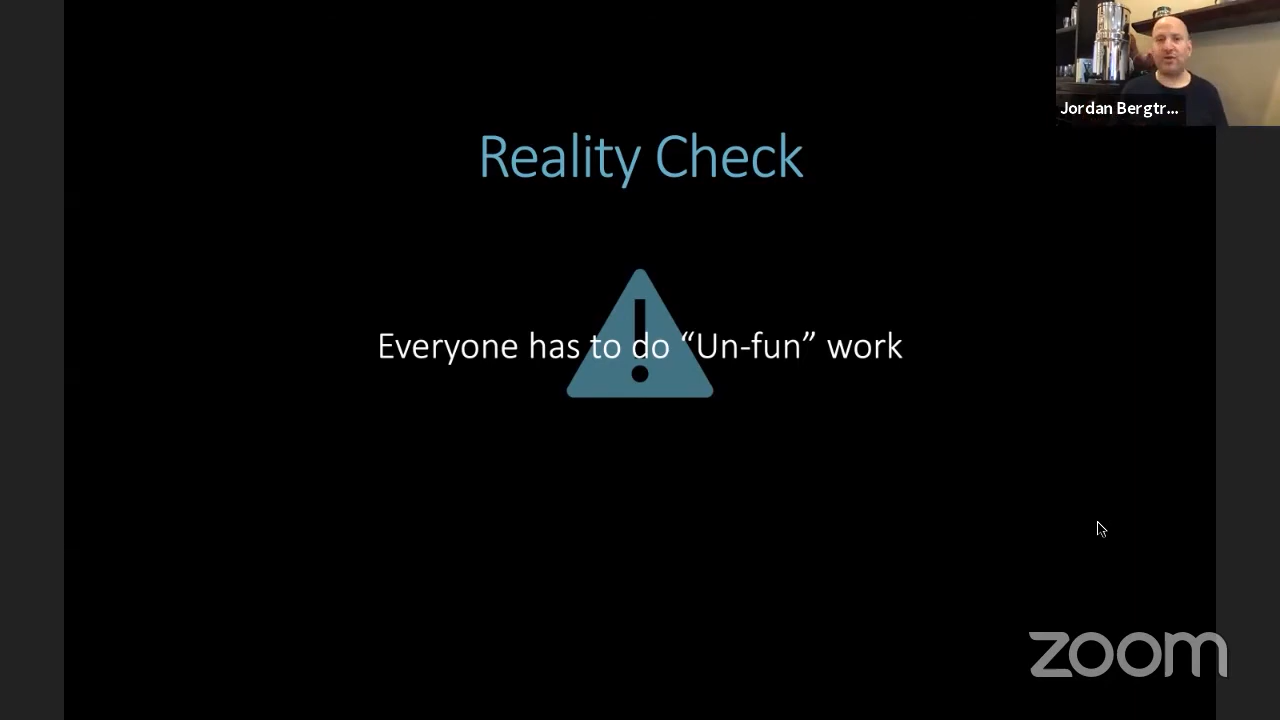 Jordan Bergtr...
Reality Check
Everyone has to do “Un-fun” work
zoom